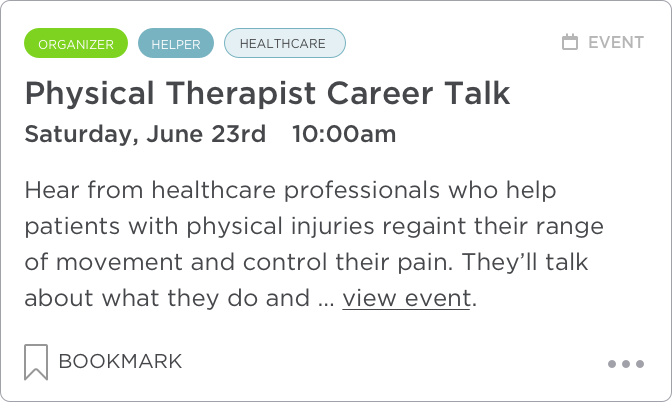 ORGANIZER HELPER HEALTHCARE EVENT
Physical Therapist Career Talk
Saturday, June 23rd 10:00am
Hear from healthcare professionals who help
patients with physical injuries regaint their range
of movement and control their pain. They’ll talk
about what they do and ... view event.
BOOKMARK